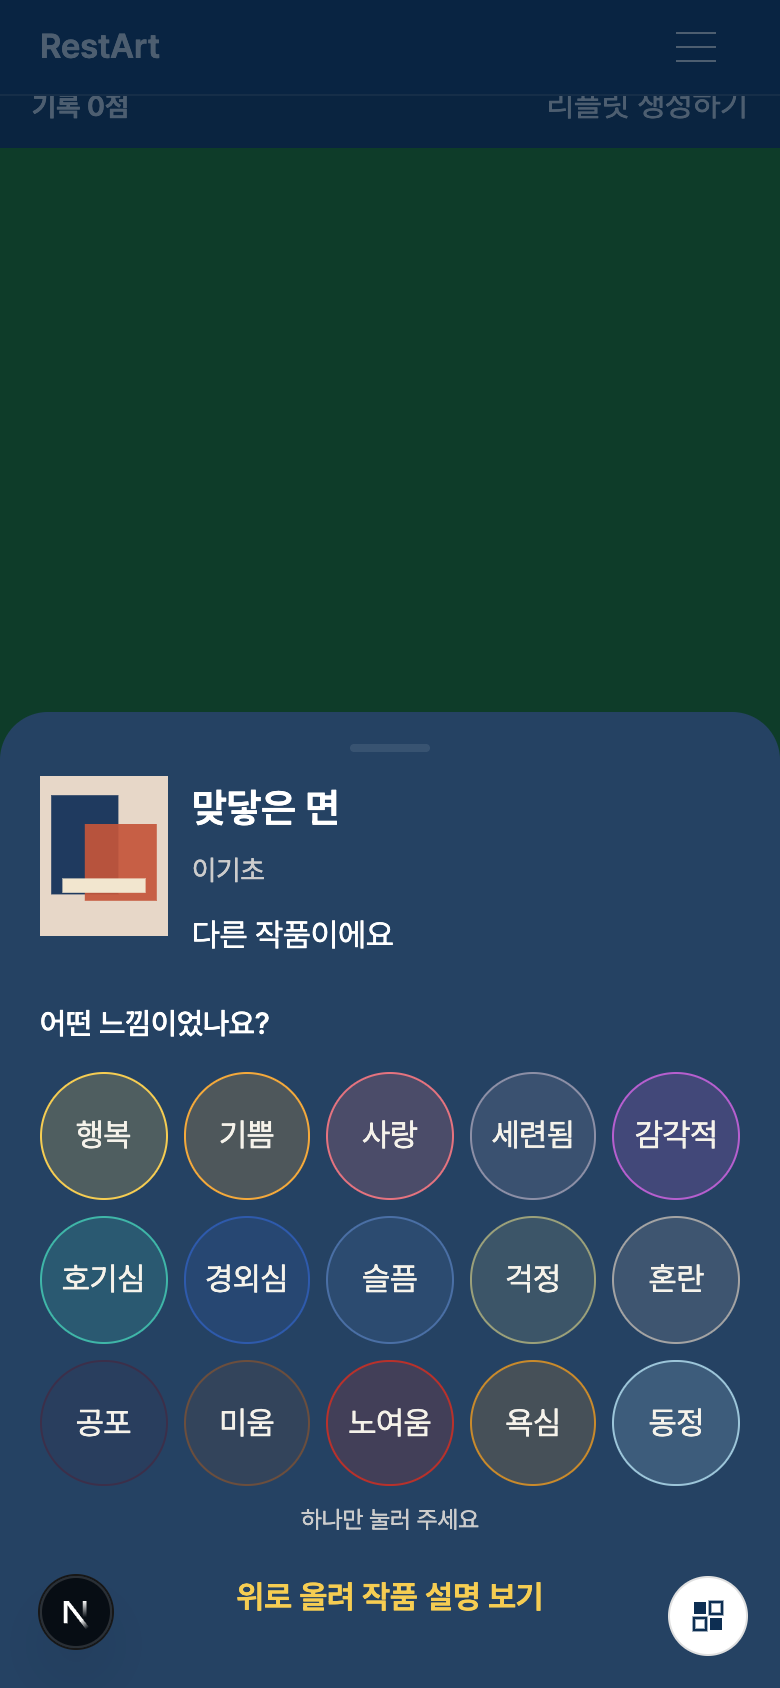 RestArt
기록 0점
리플릿 생성하기
맞닿은 면
이기초
다른 작품이에요
어떤 느낌이었나요?
행복 기쁨 사랑 세련됨 감각적
호기심 경외심 슬픔 걱정 혼란
공포 미움 노여움 욕심 동정
하나만 눌러 주세요
위로 올려 작품 설명 보기
N